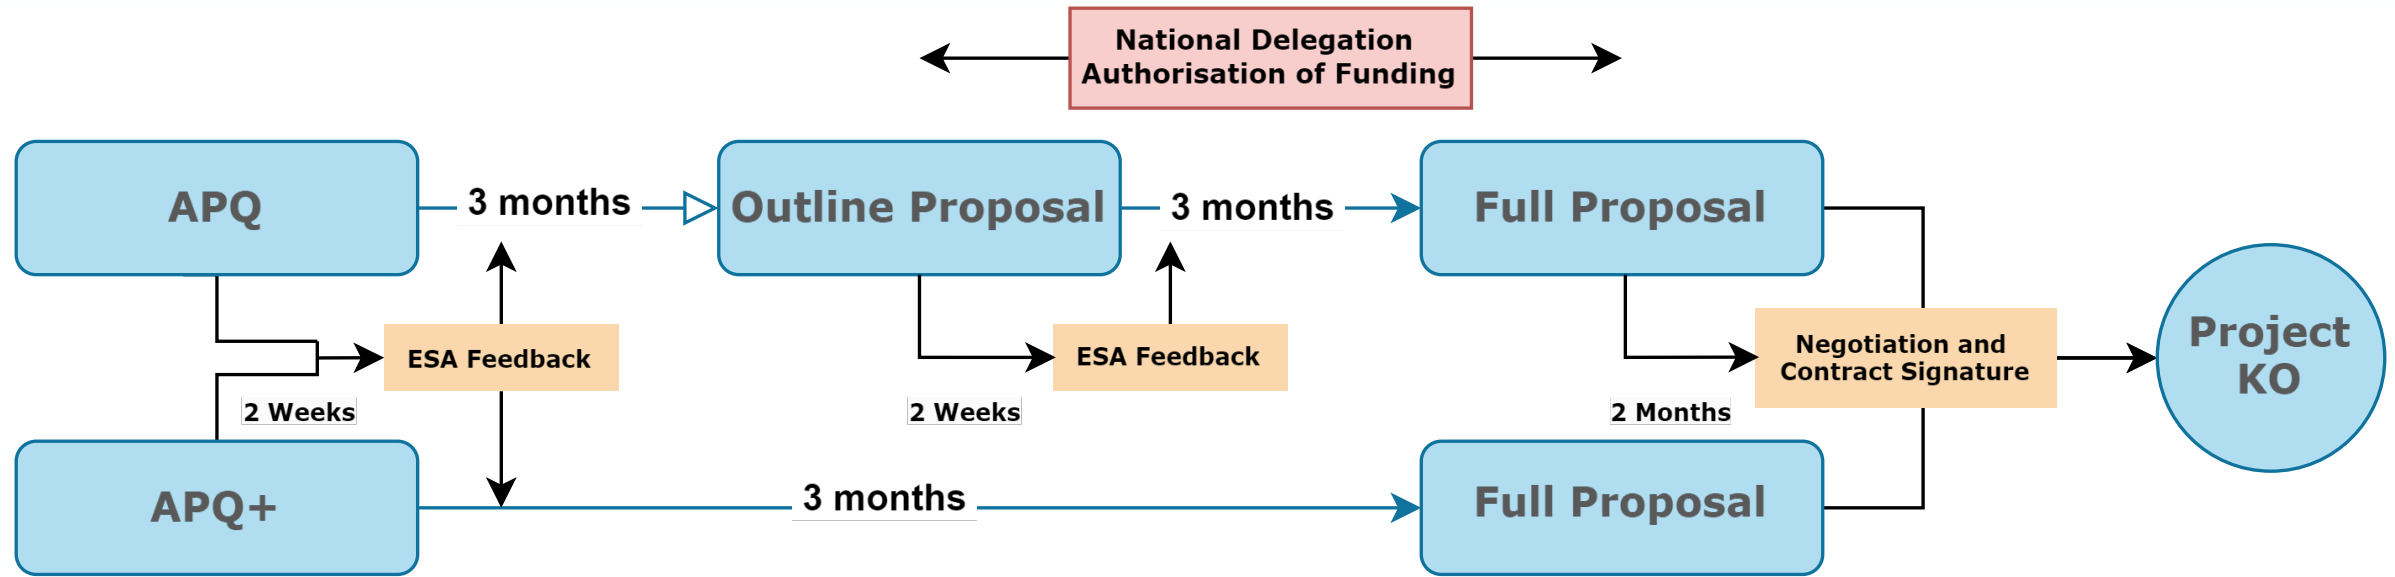 National Delegation
Authorisation of Funding
APQ
3 months
Outline Proposal
3 months
Full Proposal
ESA Feedback
ESA Feedback
Negotiation and
Contract Signature
Project
KO
2 Weeks
2 Weeks
2 Months
APQ+
3 months
Full Proposal